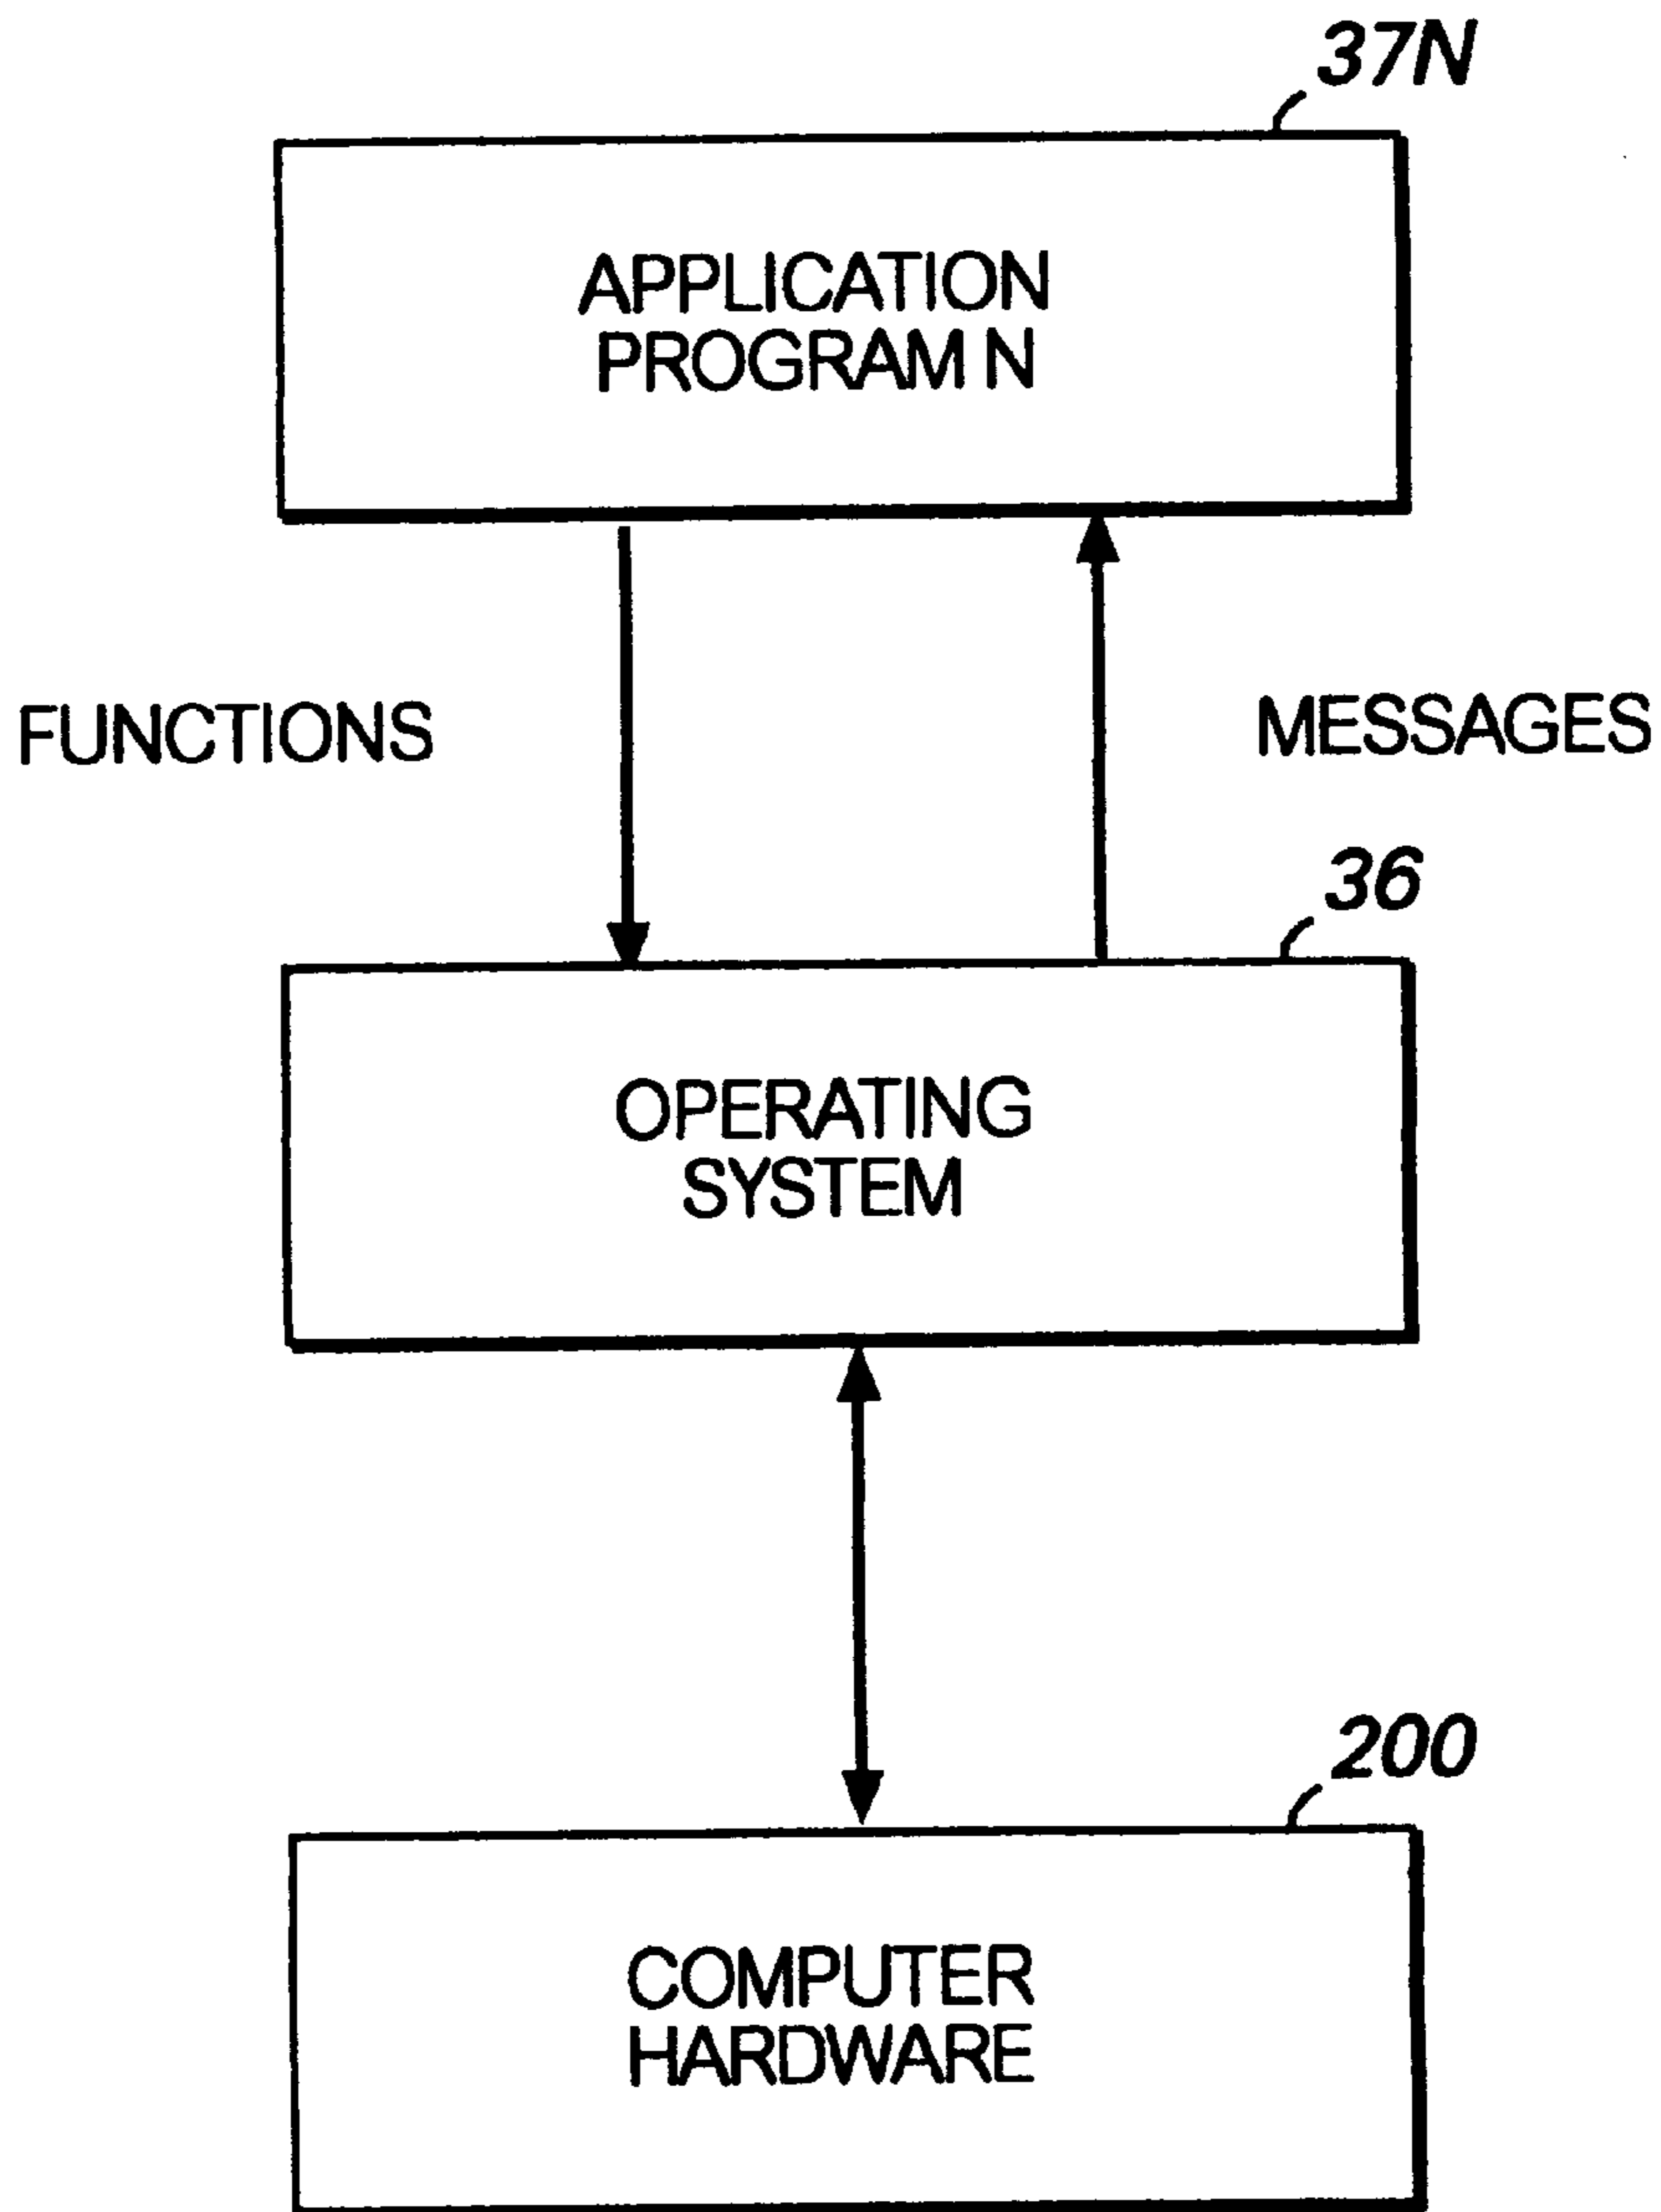 37N
APPLICATION
PROGRAM N
FUNCTIONS
MESSAGES
36
OPERATING
SYSTEM
200
COMPUTER
HARDWARE